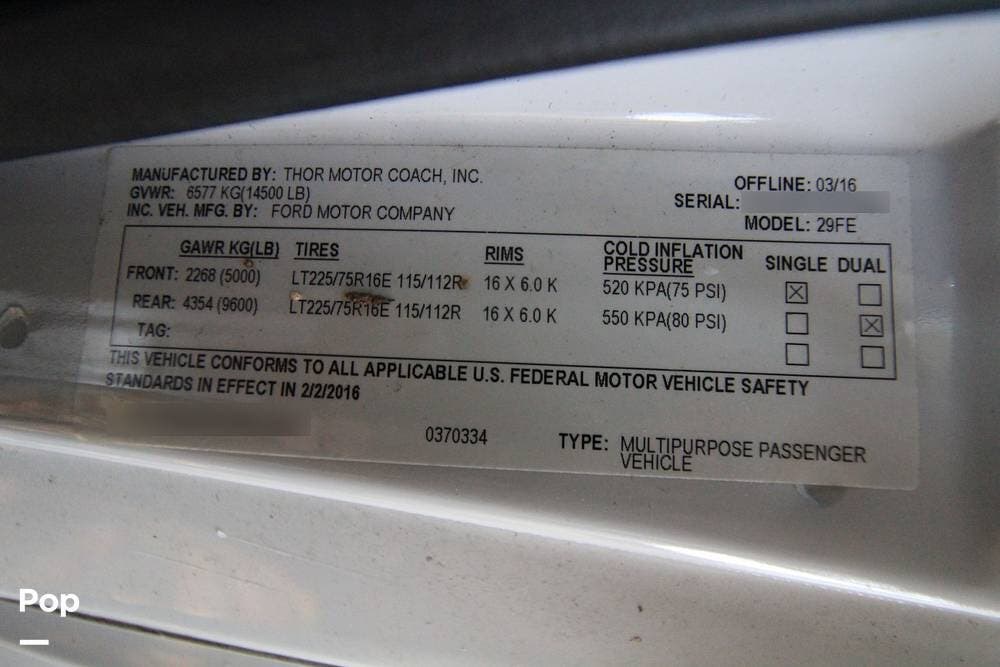 MANUFACTURED BY: THOR MOTOR COACH, INC.
OFFLINE: 03/16
GVWR: 6577 KG(14500 LB)
SERIAL:
INC. VEH. MFG. BY: FORD MOTOR COMPANY
MODEL: 29FE
GAWR KG(LB) TIRES RIMS COLD INFLATION PRESSURE SINGLE DUAL
FRONT: 2268 (5000) LT225/75R16E 115/112R 16 X 6.0 K 520 KPA(75 PSI) ☒ ☐
REAR: 4354 (9600) LT225/75R16E 115/112R 16 X 6.0 K 550 KPA(80 PSI) ☐ ☒
TAG: ☐ ☐
THIS VEHICLE CONFORMS TO ALL APPLICABLE U.S. FEDERAL MOTOR VEHICLE SAFETY
STANDARDS IN EFFECT IN 2/2/2016
0370334 TYPE: MULTIPURPOSE PASSENGER
VEHICLE
Pop